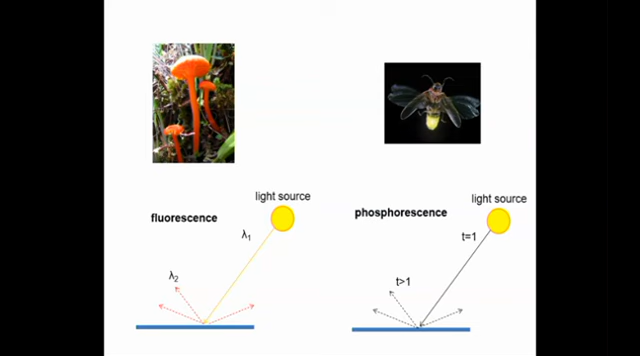 light source
fluorescence
λ1
λ2
light source
phosphorescence
t=1
t>1